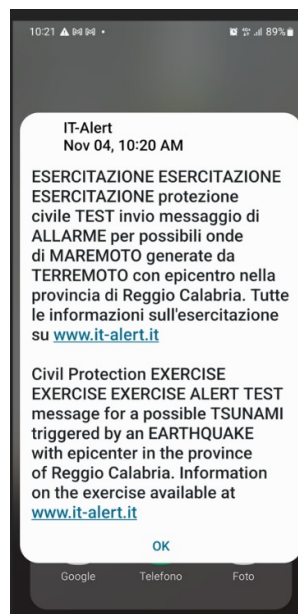 10:21
89%
IT-Alert
Nov 04, 10:20 AM
ESERCITAZIONE ESERCITAZIONE
ESERCITAZIONE protezione
civile TEST invio messaggio di
ALLARME per possibili onde
di MAREMOTO generate da
TERREMOTO con epicentro nella
provincia di Reggio Calabria. Tutte
le informazioni sull'esercitazione
su www.it-alert.it
Civil Protection EXERCISE
EXERCISE EXERCISE ALERT TEST
message for a possible TSUNAMI
triggered by an EARTHQUAKE
with epicenter in the province
of Reggio Calabria. Information
on the exercise available at
www.it-alert.it
OK
Google
Telefono
Foto